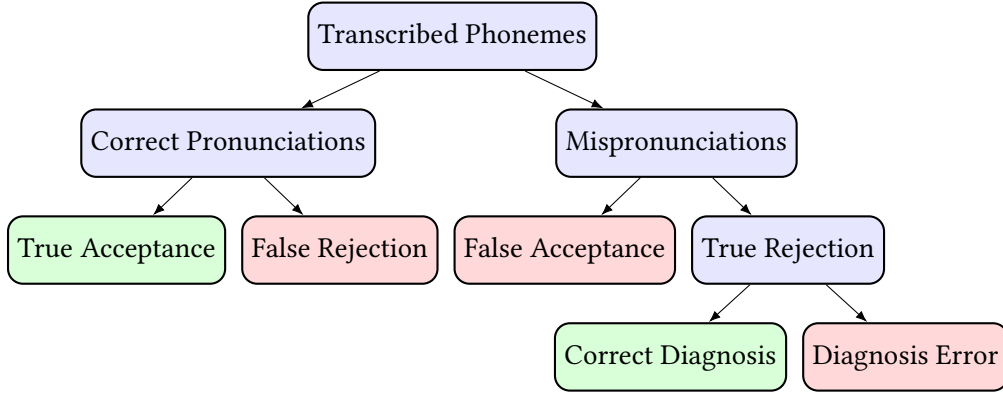 Transcribed Phonemes
Correct Pronunciations
Mispronunciations
True Acceptance
False Rejection
False Acceptance
True Rejection
Correct Diagnosis
Diagnosis Error